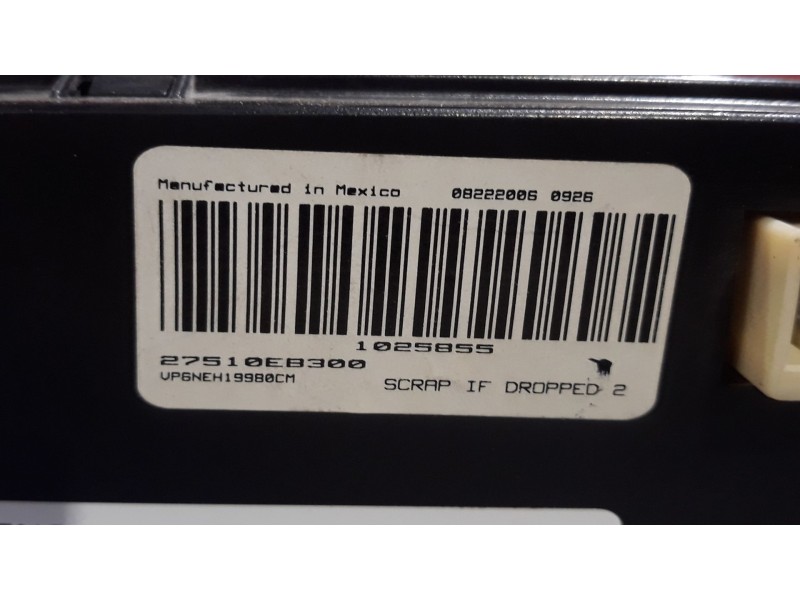 Manufactured in Mexico 08222006 0926
1025855
27510EB300
VP6NEH19980CM
SCRAP IF DROPPED 2